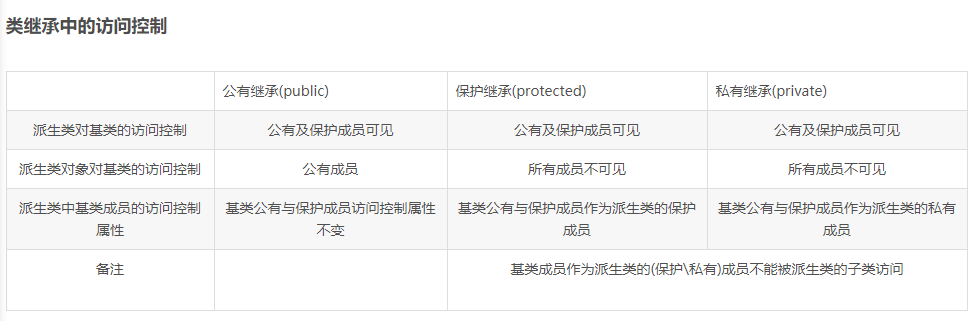 类继承中的访问控制
公有继承(public) 保护继承(protected) 私有继承(private)
派生类对基类的访问控制 公有及保护成员可见 公有及保护成员可见 公有及保护成员可见
派生类对象对基类的访问控制 公有成员 所有成员不可见 所有成员不可见
派生类中基类成员的访问控制属性 基类公有与保护成员访问控制属性不变 基类公有与保护成员作为派生类的保护成员 基类公有与保护成员作为派生类的私有成员
备注 基类成员作为派生类的(保护\私有)成员不能被派生类的子类访问